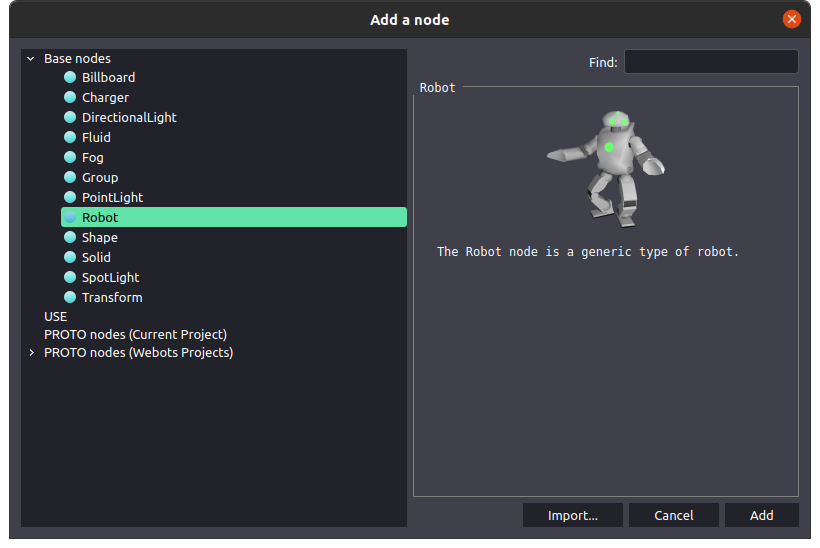 Add a node
Base nodes
Billboard
Charger
DirectionalLight
Fluid
Fog
Group
PointLight
Robot
Shape
Solid
SpotLight
Transform
USE
PROTO nodes (Current Project)
PROTO nodes (Webots Projects)
Find:
Robot
The Robot node is a generic type of robot.
Import...
Cancel
Add